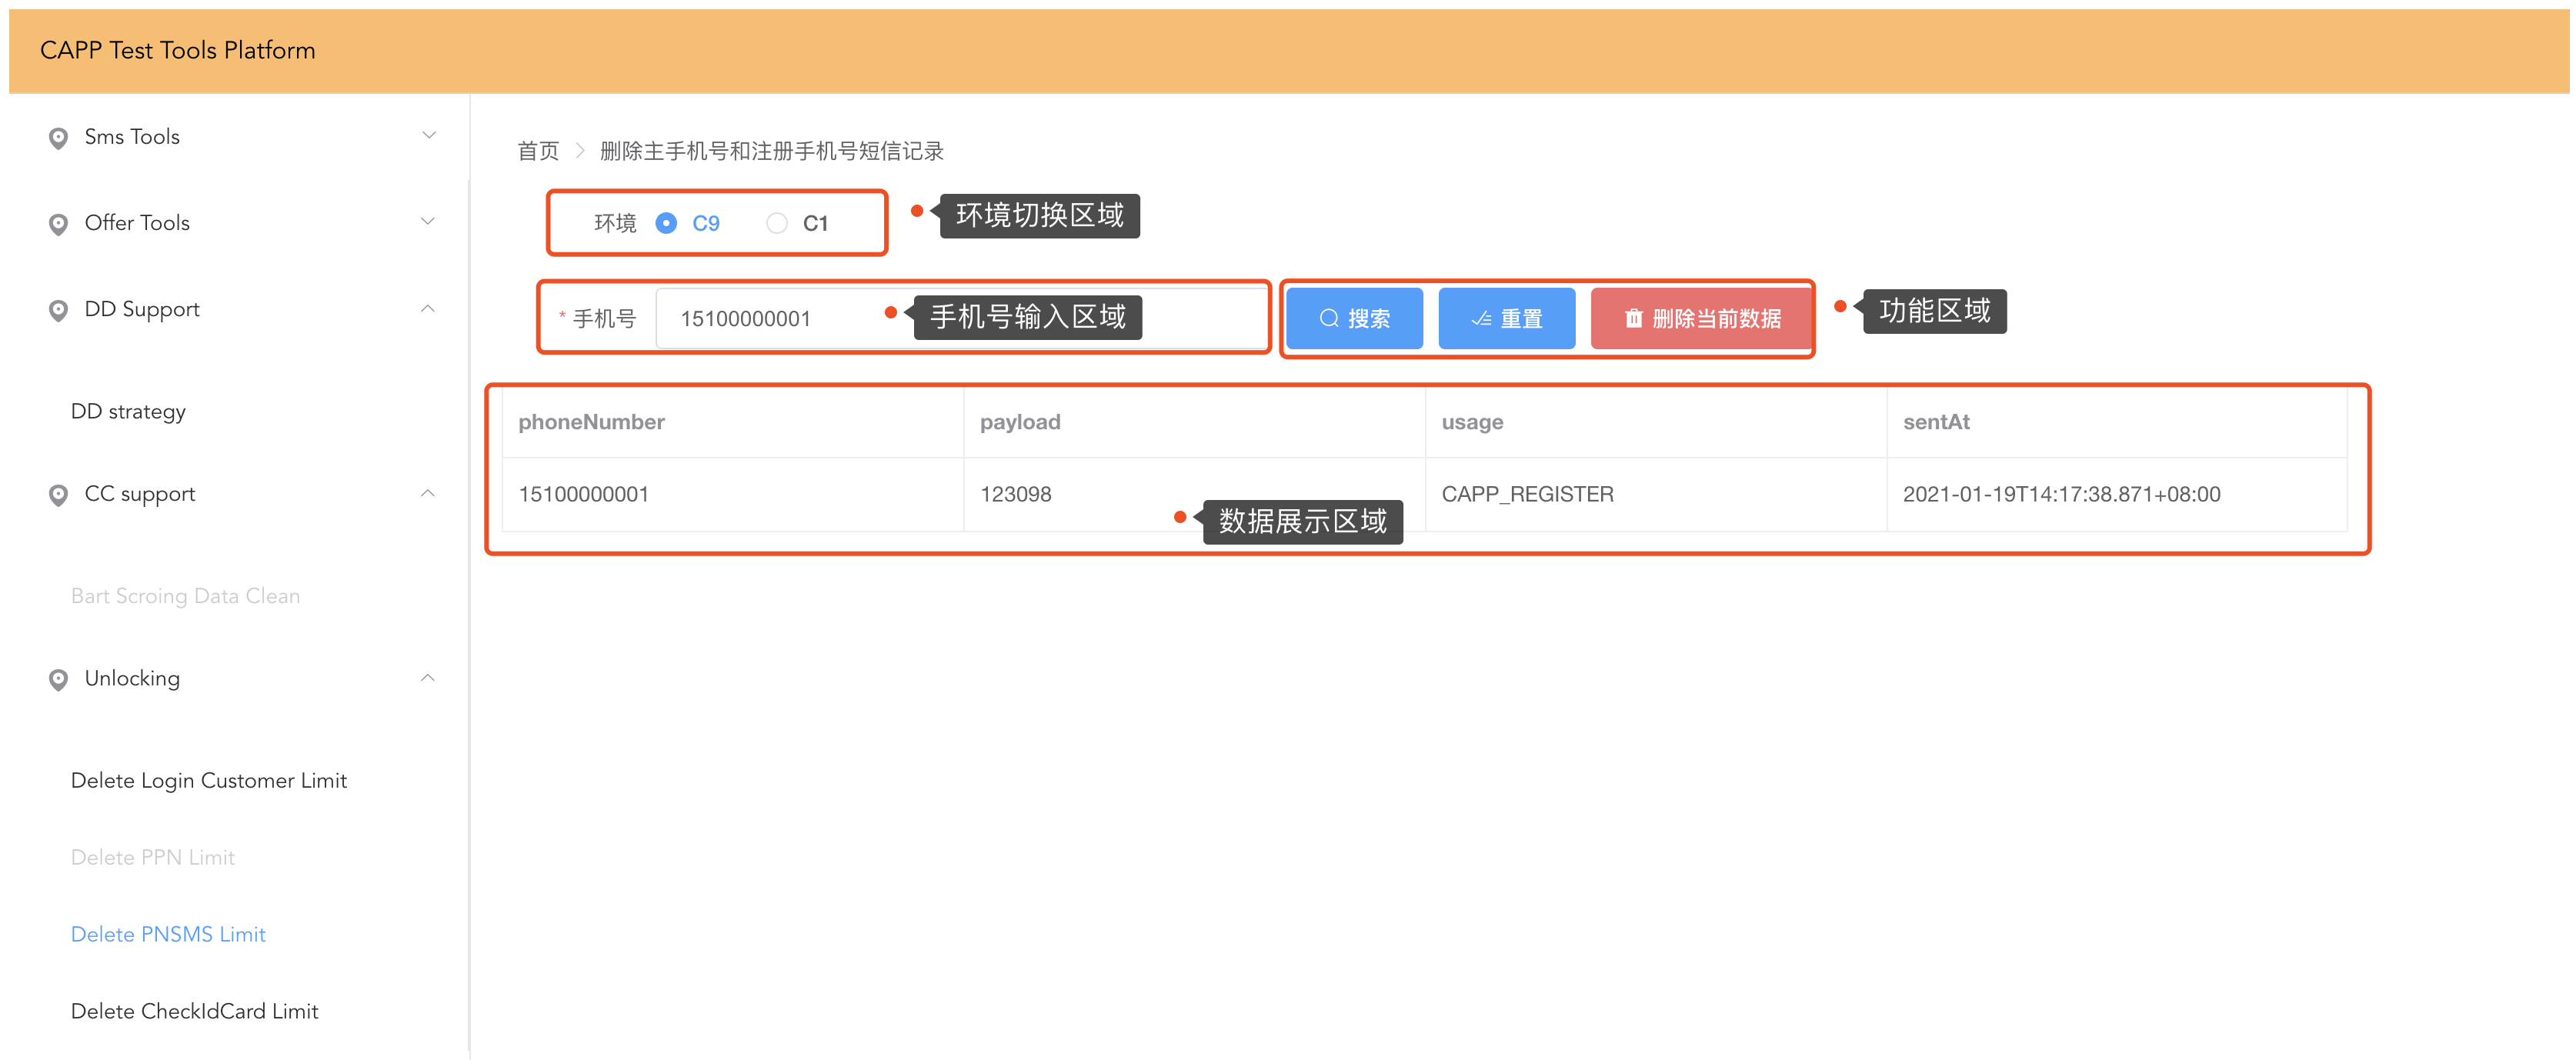 CAPP Test Tools Platform
Sms Tools
Offer Tools
DD Support
DD strategy
CC support
Bart Scroing Data Clean
Unlocking
Delete Login Customer Limit
Delete PPN Limit
Delete PNSMS Limit
Delete CheckIdCard Limit
首页 > 删除主手机号和注册手机号短信记录
环境 C9 C1 环境切换区域
* 手机号 15100000001 手机号输入区域 搜索 重置 删除当前数据 功能区域
phoneNumber payload usage sentAt
15100000001 123098 CAPP_REGISTER 2021-01-19T14:17:38.871+08:00
数据展示区域